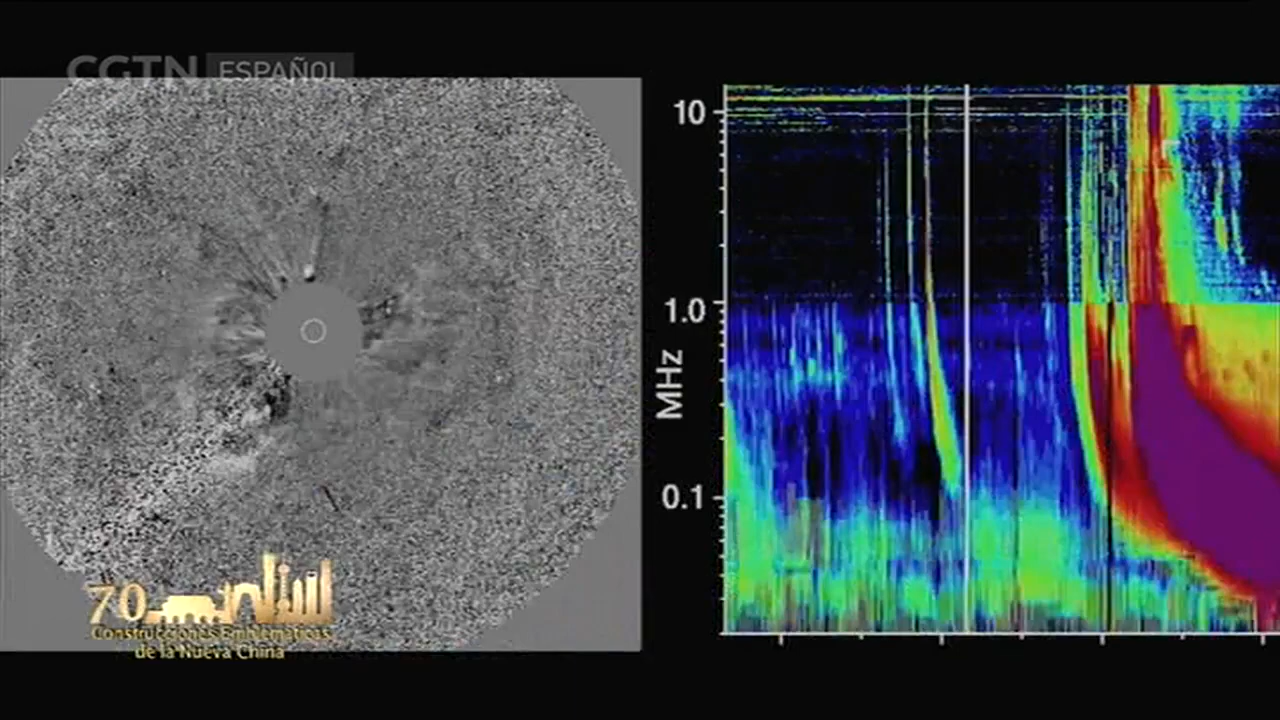 CGTN ESPAÑOL
10
1.0
MHz
0.1
70
Construcciones Emblemáticas
de la Nueva China